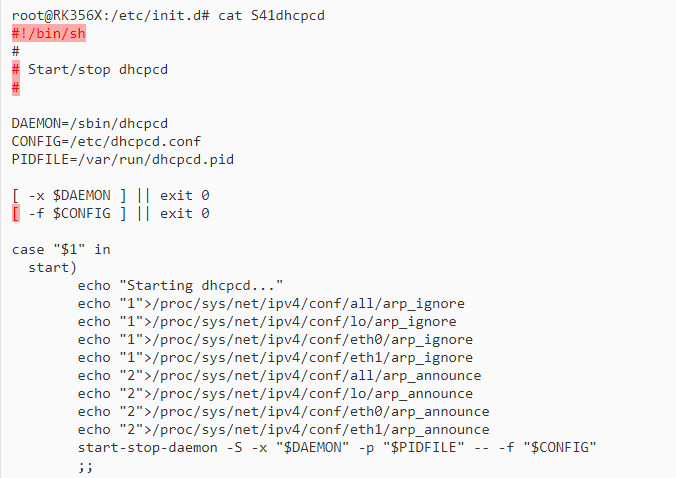 root@RK356X:/etc/init.d# cat S41dhcpcd
#!/bin/sh
#
# Start/stop dhcpcd
#
DAEMON=/sbin/dhcpcd
CONFIG=/etc/dhcpcd.conf
PIDFILE=/var/run/dhcpcd.pid
[ -x $DAEMON ] || exit 0
[ -f $CONFIG ] || exit 0
case "$1" in
start)
echo "Starting dhcpcd..."
echo "1">/proc/sys/net/ipv4/conf/all/arp_ignore
echo "1">/proc/sys/net/ipv4/conf/lo/arp_ignore
echo "1">/proc/sys/net/ipv4/conf/eth0/arp_ignore
echo "1">/proc/sys/net/ipv4/conf/eth1/arp_ignore
echo "2">/proc/sys/net/ipv4/conf/all/arp_announce
echo "2">/proc/sys/net/ipv4/conf/lo/arp_announce
echo "2">/proc/sys/net/ipv4/conf/eth0/arp_announce
echo "2">/proc/sys/net/ipv4/conf/eth1/arp_announce
start-stop-daemon -S -x "$DAEMON" -p "$PIDFILE" -- -f "$CONFIG"
;;